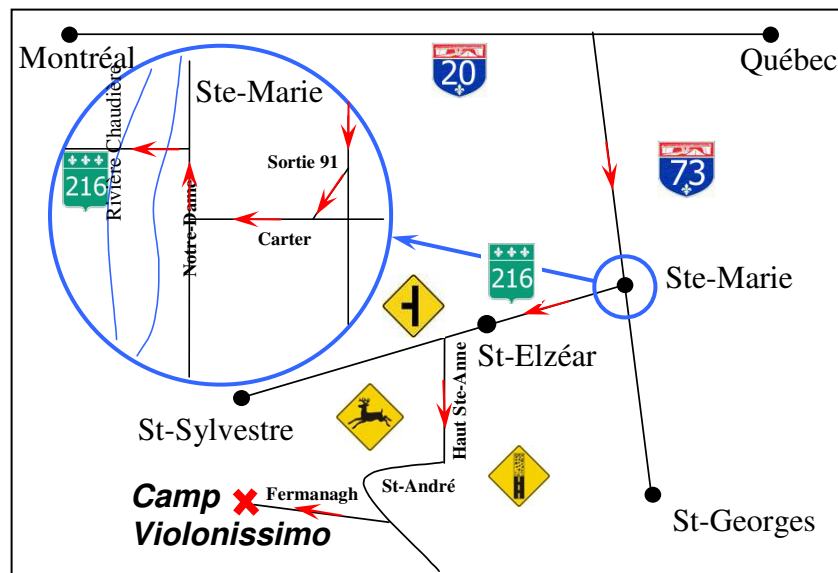 Montréal
Québec
20
73
Ste-Marie
Rivière Chaudière
Sortie 91
216
Notre-Dame
Carter
216
Ste-Marie
St-Elzéar
Haut Ste-Anne
St-Sylvestre
St-André
Fermanagh
Camp
Violonissimo
St-Georges